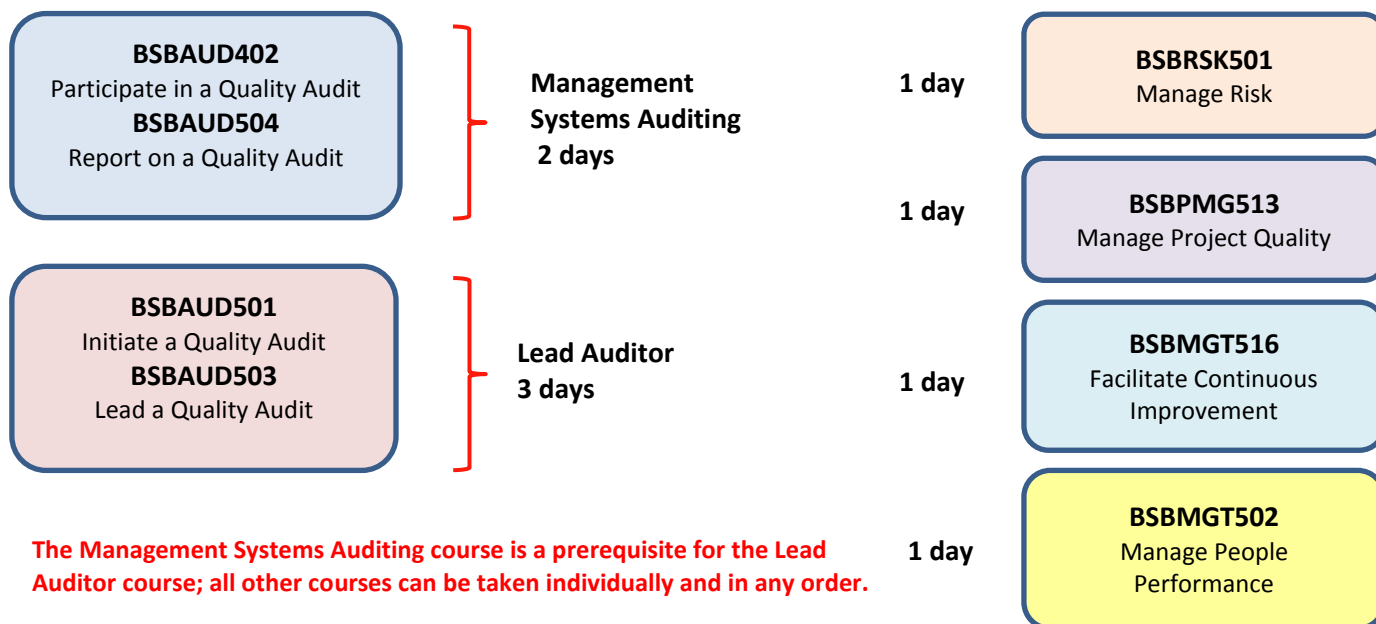 BSBAUD402
Participate in a Quality Audit
BSBAUD504
Report on a Quality Audit
Management
Systems Auditing
2 days
1 day
BSBRSK501
Manage Risk
1 day
BSBPMG513
Manage Project Quality
BSBAUD501
Initiate a Quality Audit
BSBAUD503
Lead a Quality Audit
Lead Auditor
3 days
1 day
BSBMGT516
Facilitate Continuous
Improvement
The Management Systems Auditing course is a prerequisite for the Lead
Auditor course; all other courses can be taken individually and in any order.
1 day
BSBMGT502
Manage People
Performance